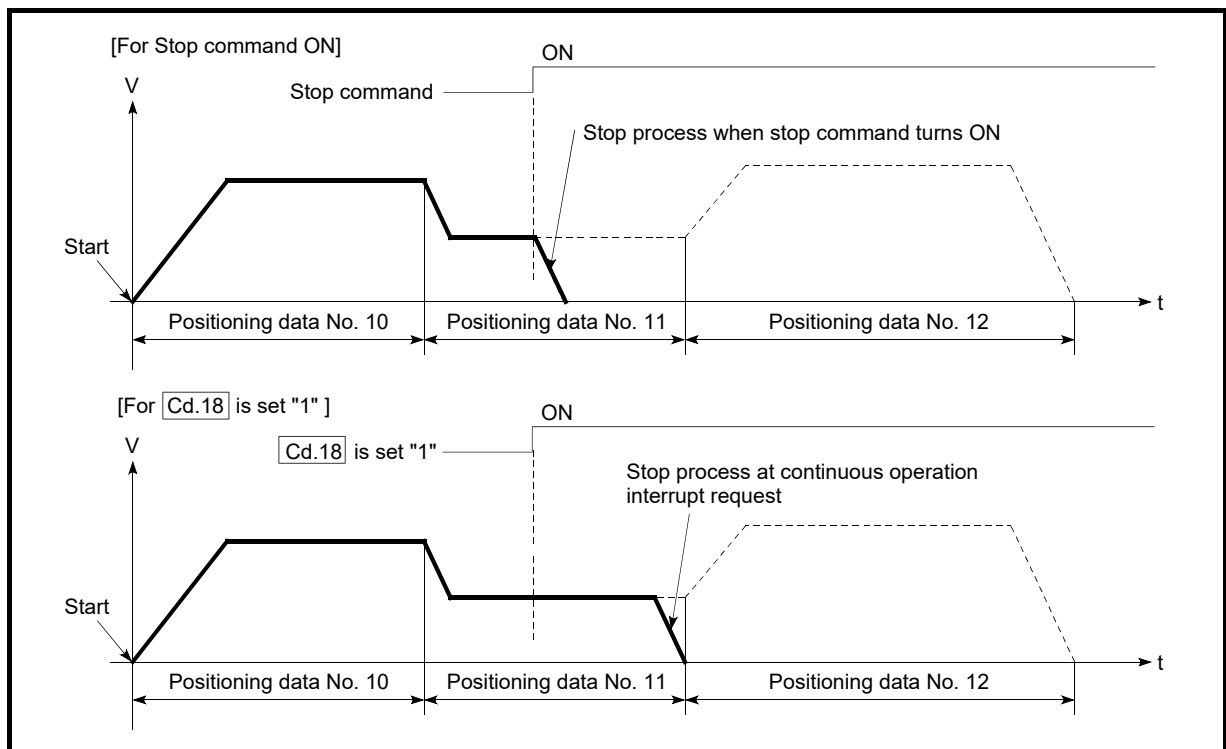 [For Stop command ON]
ON
V
Stop command
Stop process when stop command turns ON
Start
t
Positioning data No. 10
Positioning data No. 11
Positioning data No. 12
[For Cd.18 is set "1" ]
ON
V
Cd.18 is set "1"
Stop process at continuous operation
interrupt request
Start
t
Positioning data No. 10
Positioning data No. 11
Positioning data No. 12